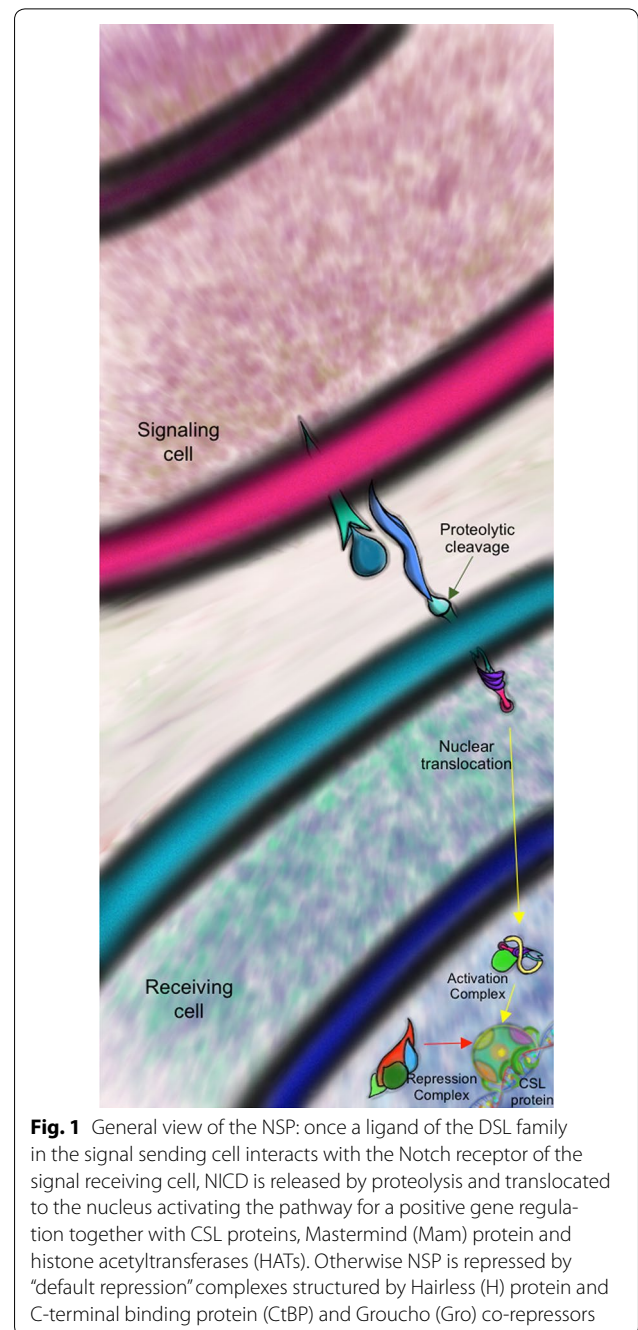 Signaling
cell
Proteolytic
cleavage
Nuclear
translocation
Receiving
cell
Activation
Complex
Repression
Complex
CSL
protein
Fig. 1 General view of the NSP: once a ligand of the DSL family
in the signal sending cell interacts with the Notch receptor of the
signal receiving cell, NICD is released by proteolysis and translocated
to the nucleus activating the pathway for a positive gene regula-
tion together with CSL proteins, Mastermind (Mam) protein and
histone acetyltransferases (HATs). Otherwise NSP is repressed by
“default repression” complexes structured by Hairless (H) protein and
C-terminal binding protein (CtBP) and Groucho (Gro) co-repressors